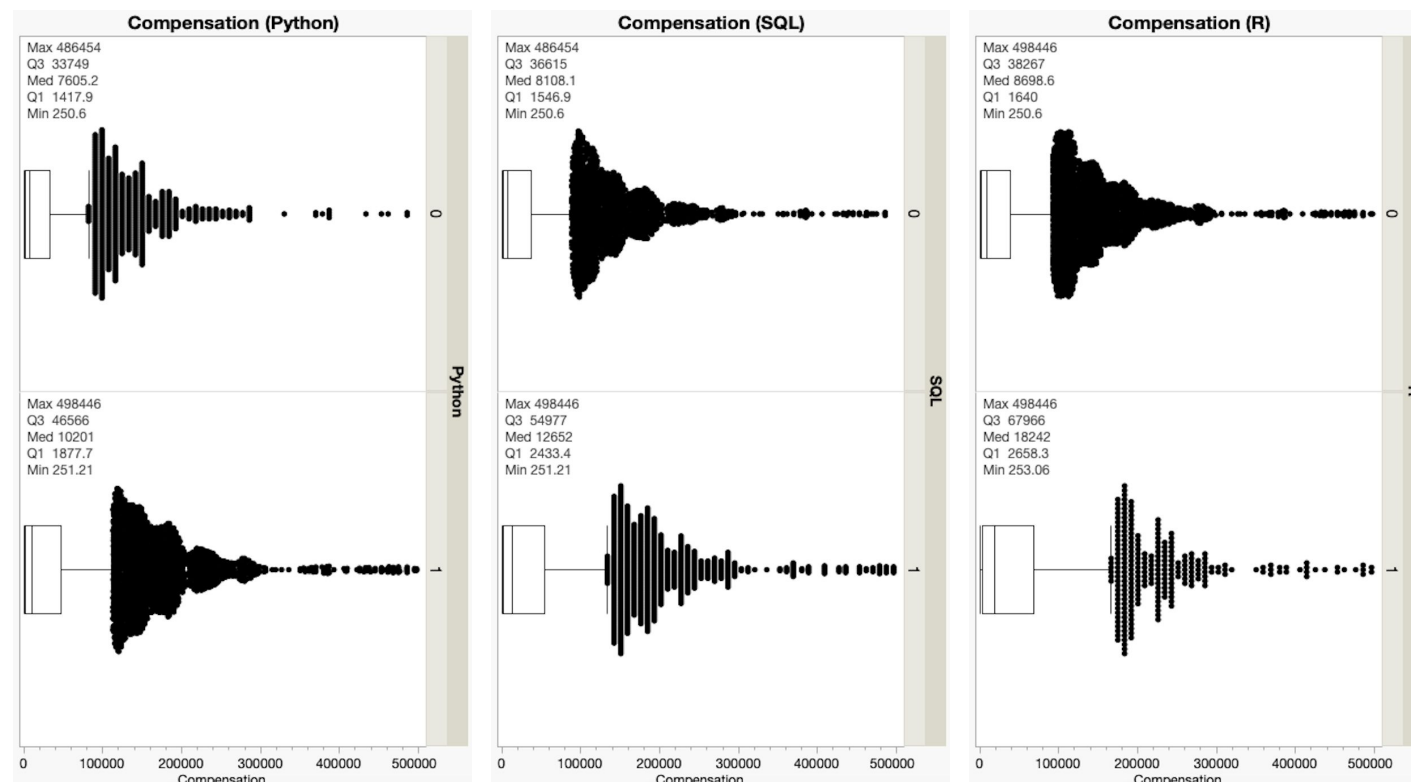 Compensation (Python)
Max 486454
Q3 33749
Med 7605.2
Q1 1417.9
Min 250.6
0
Max 498446
Q3 46566
Med 10201
Q1 1877.7
Min 251.21
1
Python
0 100000 200000 300000 400000 500000
Compensation
Compensation (SQL)
Max 486454
Q3 36615
Med 8108.1
Q1 1546.9
Min 250.6
0
Max 498446
Q3 54977
Med 12652
Q1 2433.4
Min 251.21
1
SQL
0 100000 200000 300000 400000 500000
Compensation
Compensation (R)
Max 498446
Q3 38267
Med 8698.6
Q1 1640
Min 250.6
0
Max 498446
Q3 67966
Med 18242
Q1 2658.3
Min 253.06
1
0 100000 200000 300000 400000 500000
Compensation